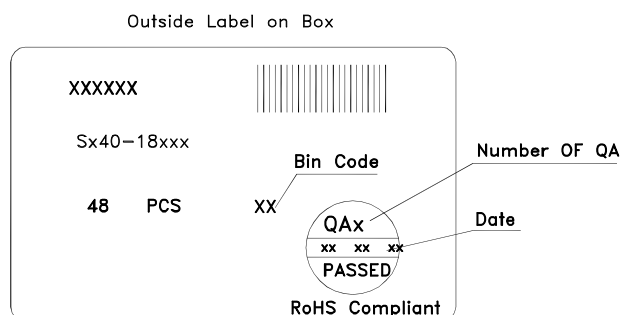 Outside Label on Box
XXXXXX
Sx40-18xxx
Bin Code
Number OF QA
48 PCS XX
QAx
Date
xx xx xx
PASSED
RoHS Compliant